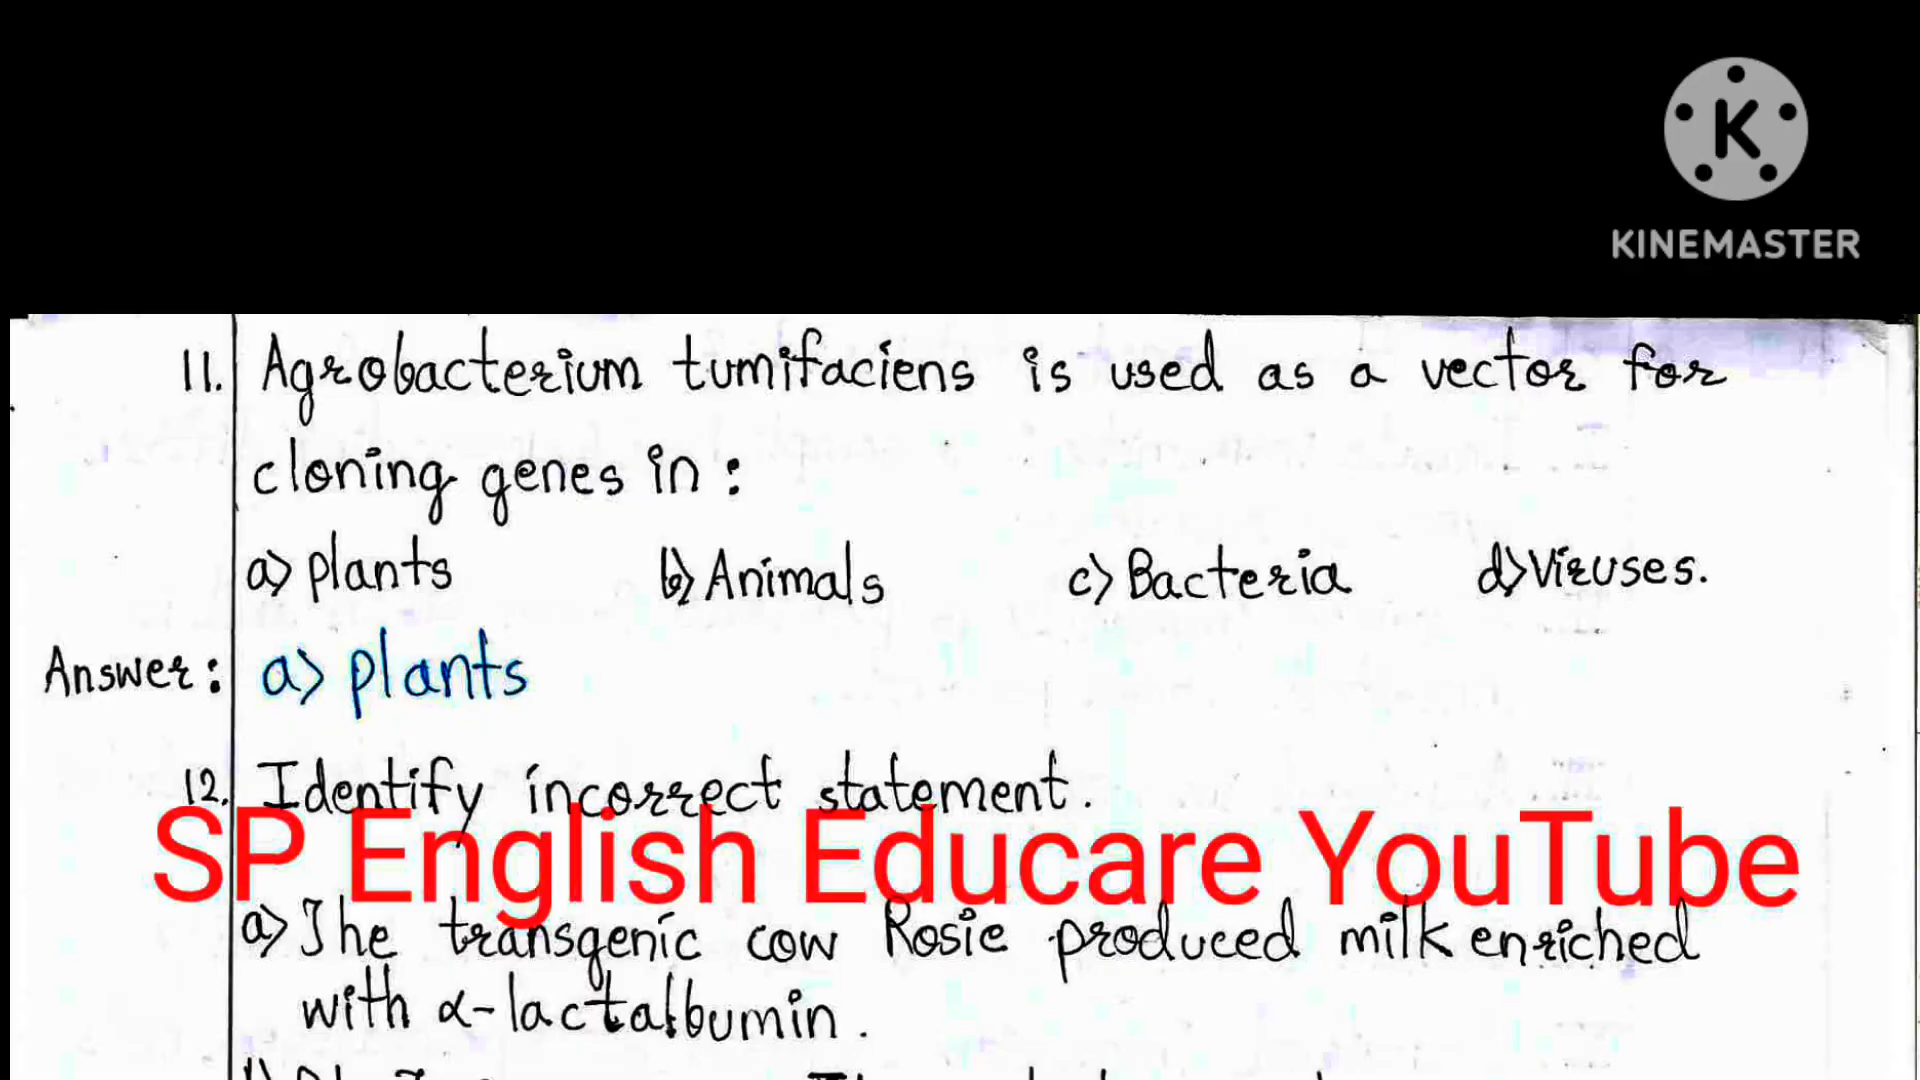 K
KINEMASTER
11. Agrobacterium tumifaciens is used as a vector for
cloning genes in :
a) plants b) Animals c) Bacteria d) Viruses.
Answer : a) plants
12. Identify incorrect statement.
SP English Educare YouTube
a) The transgenic cow Rosie produced milk enriched
with α-lactalbumin.